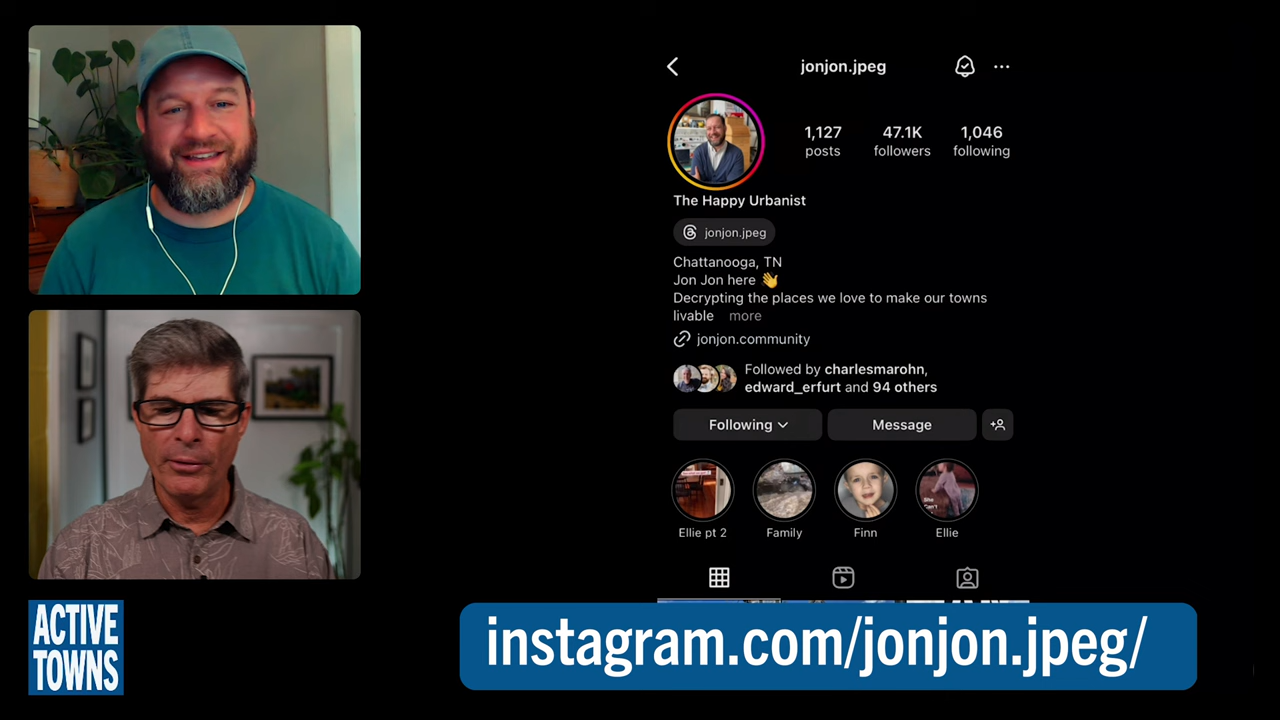 jonjon.jpeg
1,127 47.1K 1,046
posts followers following
The Happy Urbanist
jonjon.jpeg
Chattanooga, TN
Jon Jon here 👋
Decrypting the places we love to make our towns
livable more
jonjon.community
Followed by charlesmarohn,
edward_erfurt and 94 others
Following Message
Ellie pt 2 Family Finn Ellie
ACTIVE
TOWNS
instagram.com/jonjon.jpeg/